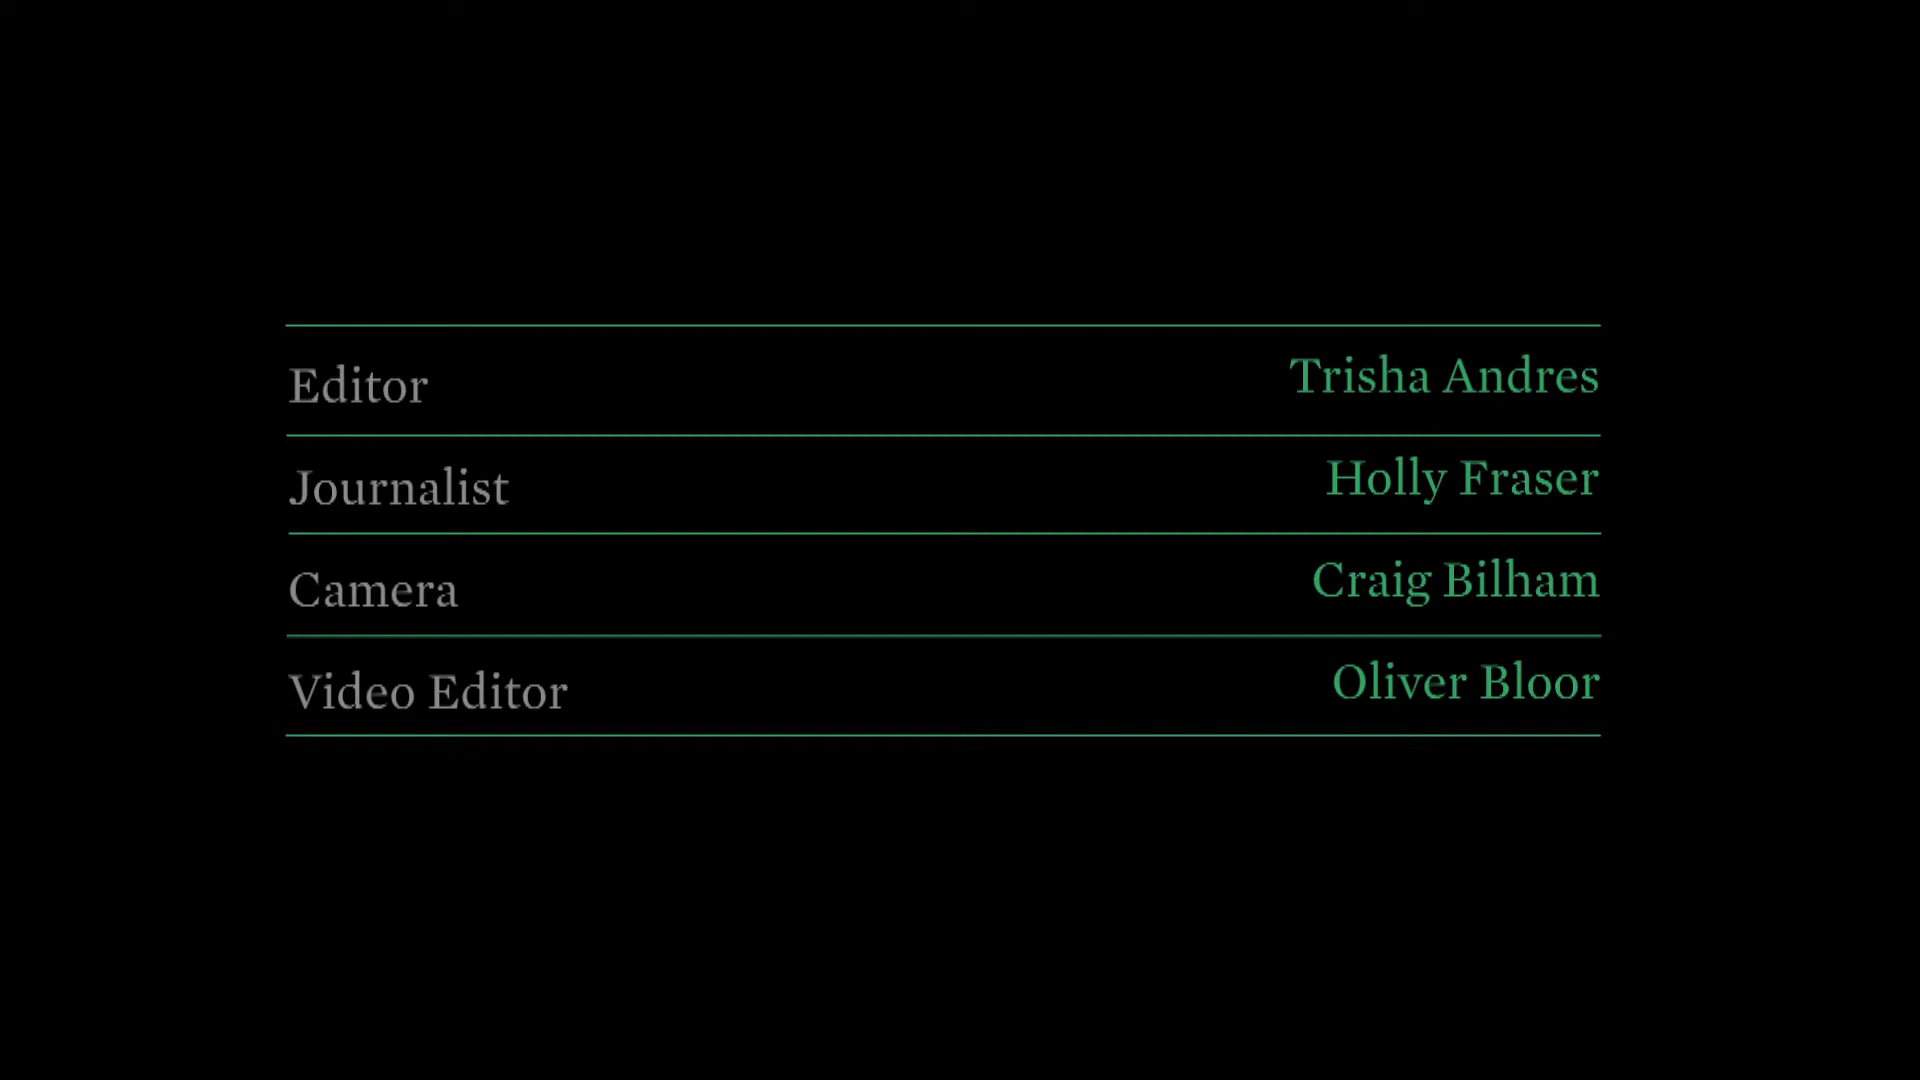 Editor Trisha Andres
Journalist Holly Fraser
Camera Craig Bilham
Video Editor Oliver Bloor